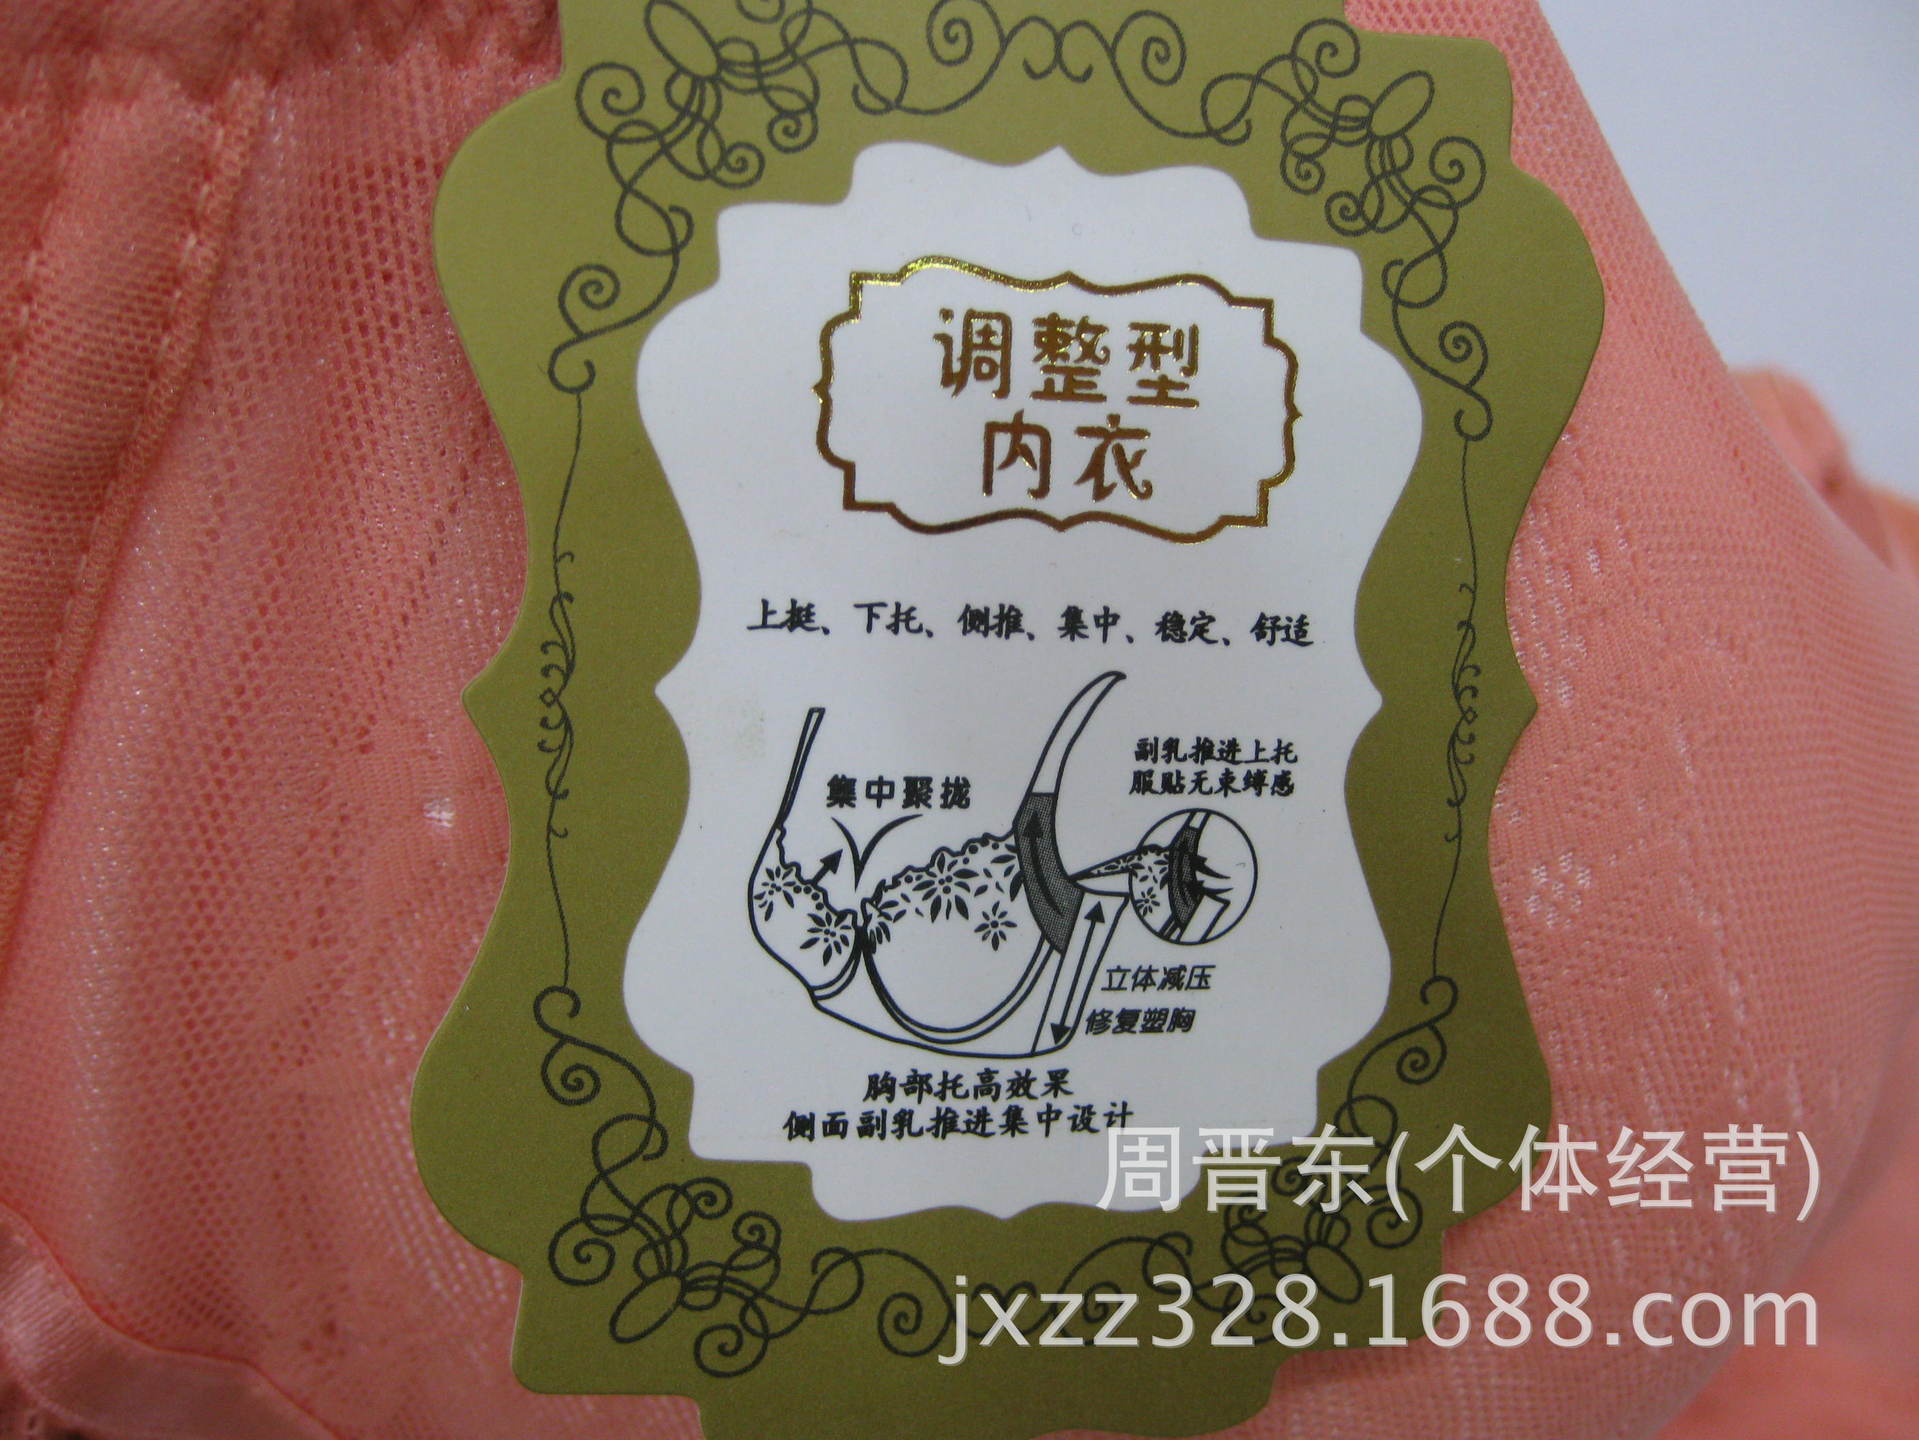 调整型
内衣
上挺、下托、侧推、集中、稳定、舒适
副乳推进上托
服贴无束缚感
集中聚拢
立体减压
修复塑胸
胸部托高效果
侧面副乳推进集中设计
周晋东(个体经营)
jxzz328.1688.com